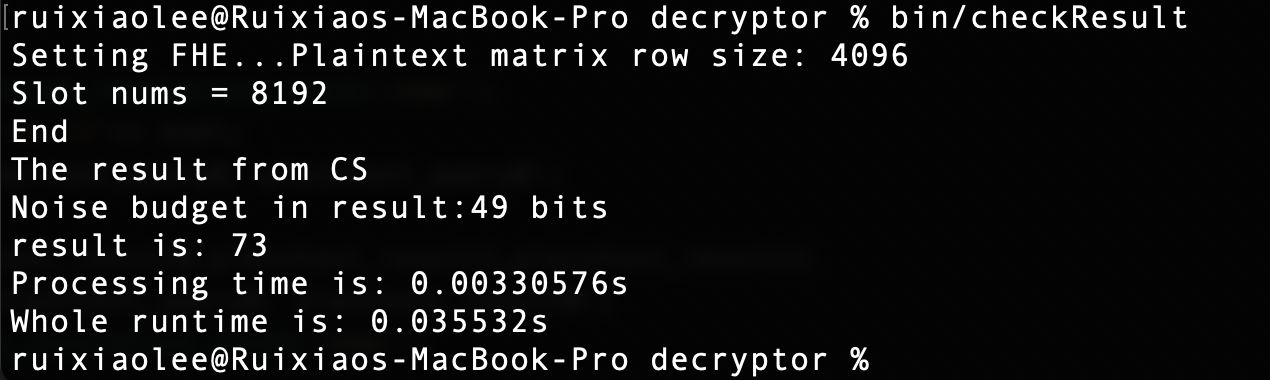 [ruixiaolee@Ruixiaos-MacBook-Pro decryptor % bin/checkResult
Setting FHE...Plaintext matrix row size: 4096
Slot nums = 8192
End
The result from CS
Noise budget in result:49 bits
result is: 73
Processing time is: 0.00330576s
Whole runtime is: 0.035532s
ruixiaolee@Ruixiaos-MacBook-Pro decryptor %